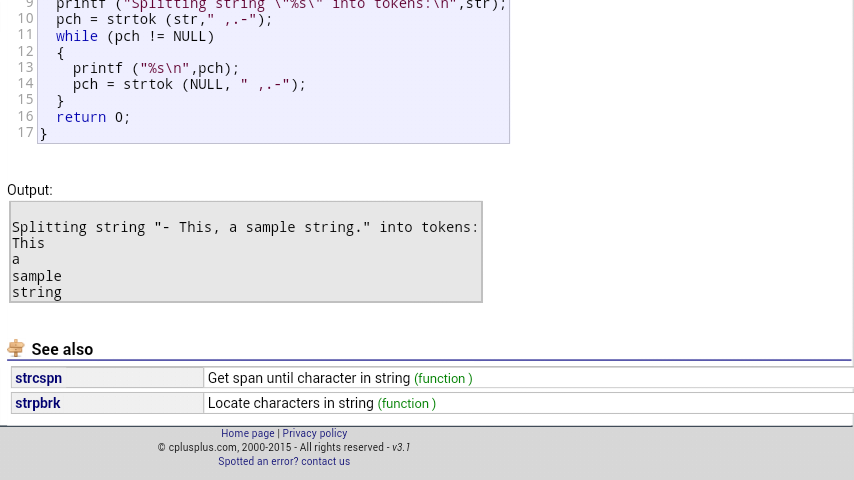 9 printf ("Splitting string \"%s\" into tokens:\n",str);
10 pch = strtok (str," ,.-");
11 while (pch != NULL)
12 {
13 printf ("%s\n",pch);
14 pch = strtok (NULL, " ,.-");
15 }
16 return 0;
17 }
Output:
Splitting string "- This, a sample string." into tokens:
This
a
sample
string
See also
strcspn Get span until character in string (function )
strpbrk Locate characters in string (function )
Home page | Privacy policy
© cplusplus.com, 2000-2015 - All rights reserved - v3.1
Spotted an error? contact us